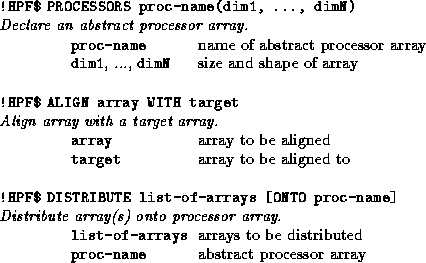 !HPF$ PROCESSORS proc-name(dim1, ..., dimN)
Declare an abstract processor array.
proc-name name of abstract processor array
dim1, ..., dimN size and shape of array
!HPF$ ALIGN array WITH target
Align array with a target array.
array array to be aligned
target array to be aligned to
!HPF$ DISTRIBUTE list-of-arrays [ONTO proc-name]
Distribute array(s) onto processor array.
list-of-arrays arrays to be distributed
proc-name abstract processor array